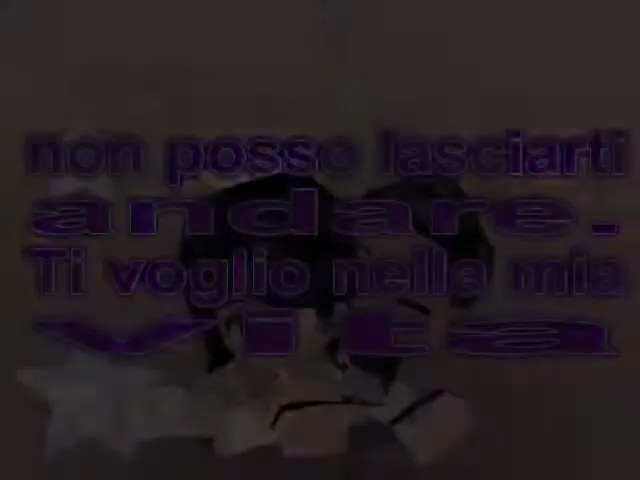 non posso lasciarti
andare.
Ti voglio nella mia
vita